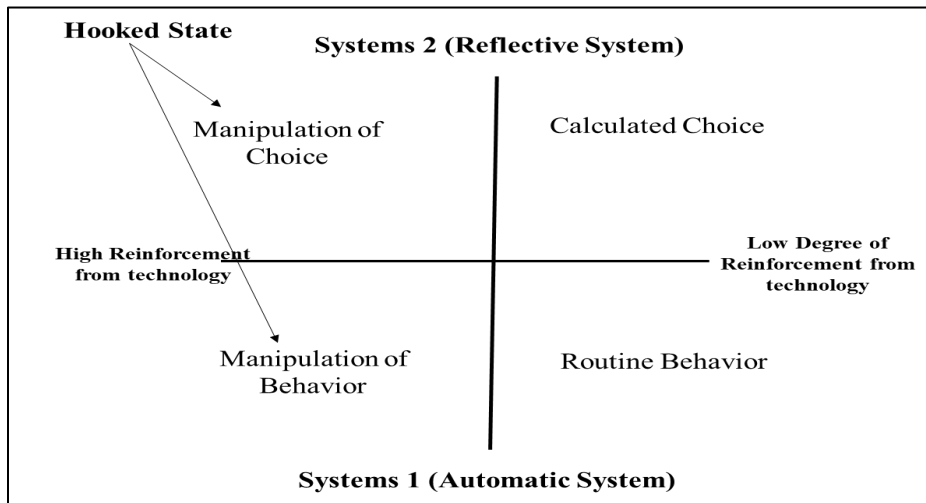 Hooked State
Systems 2 (Reflective System)
Manipulation of
Choice
Calculated Choice
High Reinforcement
from technology
Low Degree of
Reinforcement from
technology
Manipulation of
Behavior
Routine Behavior
Systems 1 (Automatic System)